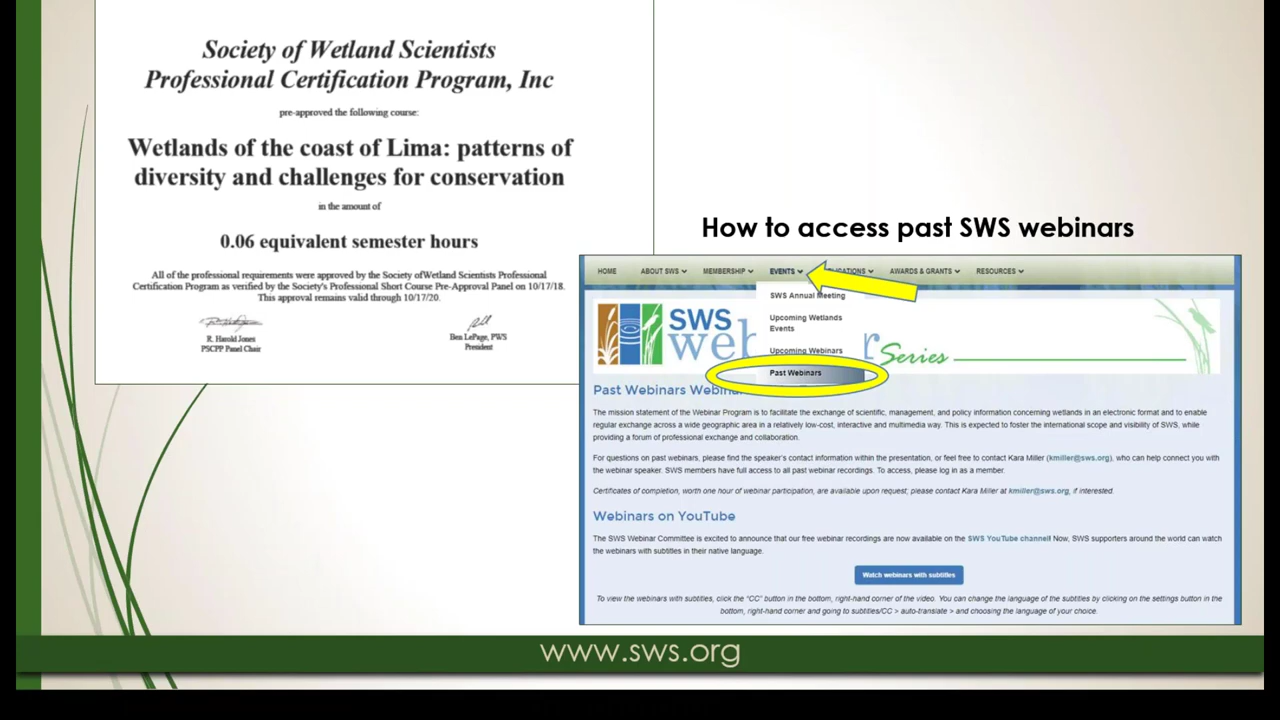 Society of Wetland Scientists
Professional Certification Program, Inc
pre-approved the following course:
Wetlands of the coast of Lima: patterns of
diversity and challenges for conservation
in the amount of
0.06 equivalent semester hours
All of the professional requirements were approved by the Society ofWetland Scientists Professional
Certification Program as verified by the Society's Professional Short Course Pre-Approval Panel on 10/17/18.
This approval remains valid through 10/17/20.
R. Harold Jones
PSCPP Panel Chair
Ben LePage, PWS
President
How to access past SWS webinars
HOME ABOUT SWS MEMBERSHIP EVENTS AWARDS & GRANTS RESOURCES
SWS Annual Meeting
Upcoming Wetlands
Events
Upcoming Webinars
Past Webinars
SWS
Series
Past Webinars
The mission statement of the Webinar Program is to facilitate the exchange of scientific, management, and policy information concerning wetlands in an electronic format and to enable
regular exchange across a wide geographic area in a relatively low-cost, interactive and multimedia way. This is expected to foster the international scope and visibility of SWS, while
providing a forum of professional exchange and collaboration.
For questions on past webinars, please find the speaker's contact information within the presentation, or feel free to contact Kara Miller (kmiller@sws.org), who can help connect you with
the webinar speaker. SWS members have full access to all past webinar recordings. To access, please log in as a member.
Certificates of completion, worth one hour of webinar participation, are available upon request; please contact Kara Miller at kmiller@sws.org, if interested.
Webinars on YouTube
The SWS Webinar Committee is excited to announce that our free webinar recordings are now available on the SWS YouTube channel! Now, SWS supporters around the world can watch
the webinars with subtitles in their native language.
Watch webinars with subtitles
To view the webinars with subtitles, click the "CC" button in the bottom, right-hand corner of the video. You can change the language of the subtitles by clicking on the settings button in the
bottom, right-hand corner and going to subtitles/CC > auto-translate > and choosing the language of your choice.
www.sws.org